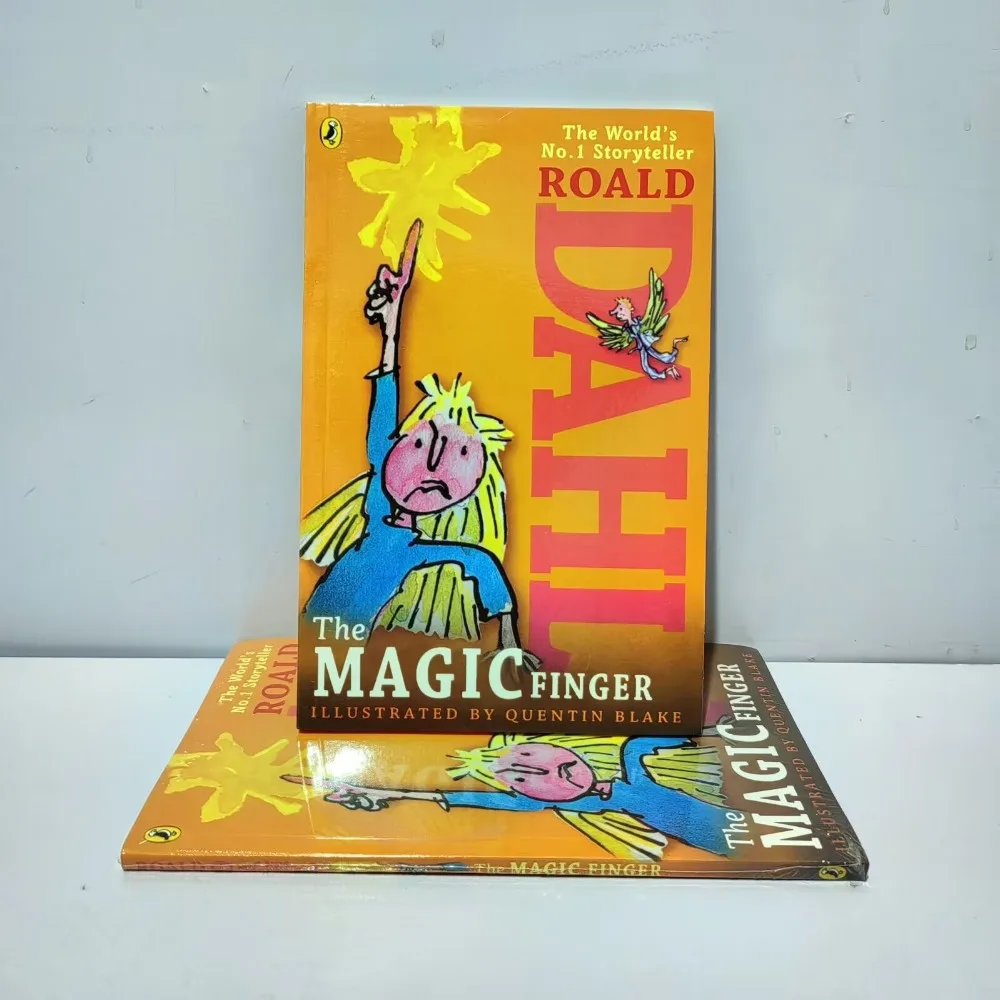 The World's
No.1 Storyteller
ROALD
DAHL
The
MAGIC FINGER
ILLUSTRATED BY QUENTIN BLAKE
The World's
No.1 Storyteller
ROALD
The
MAGIC FINGER
ILLUSTRATED BY QUENTIN BLAKE
The MAGIC FINGER